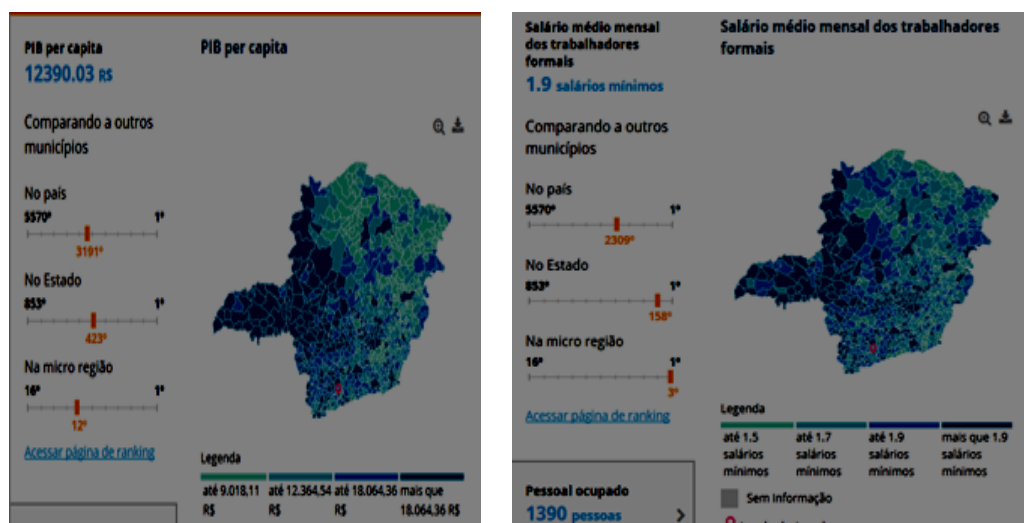 PIB per capita
12390.03 R$
Comparando a outros
municípios
No país
5570º 1º
3191º
No Estado
853º 1º
423º
Na micro região
16º 1º
12º
Acessar página de ranking
PIB per capita
Legenda
até 9.018,11 R$
até 12.364,54 R$
até 18.064,36 R$
mais que 18.064,36 R$
Salário médio mensal
dos trabalhadores
formais
1.9 salários mínimos
Comparando a outros
municípios
No país
5570º 1º
2309º
No Estado
853º 1º
158º
Na micro região
16º 1º
3º
Acessar página de ranking
Pessoal ocupado
1390 pessoas
Salário médio mensal dos trabalhadores
formais
Legenda
até 1.5 salários mínimos
até 1.7 salários mínimos
até 1.9 salários mínimos
mais que 1.9 salários mínimos
Sem Informação